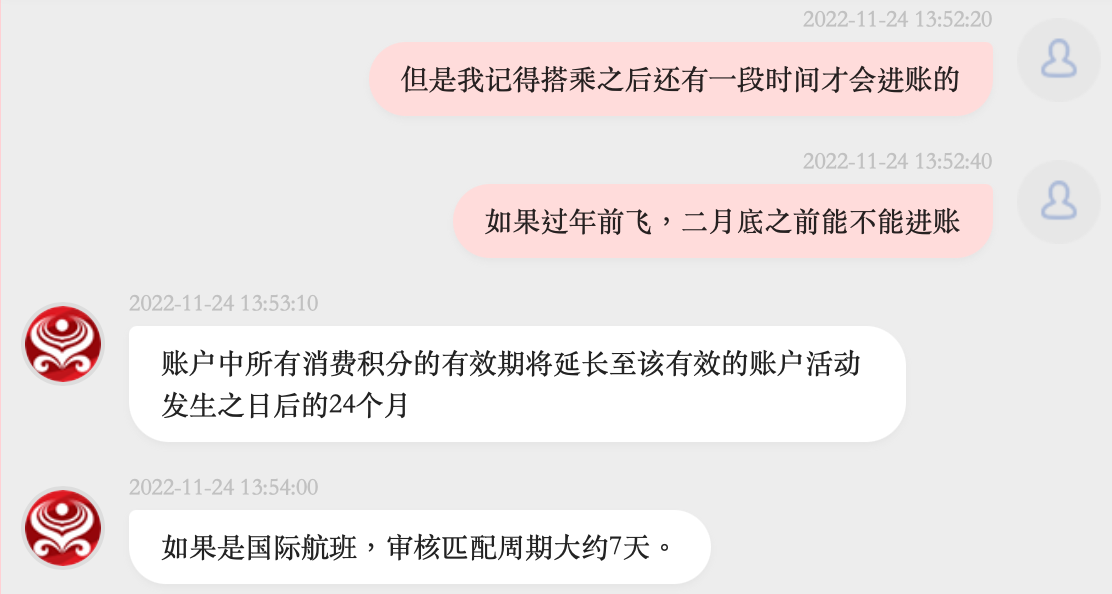 2022-11-24 13:52:20
但是我记得搭乘之后还有一段时间才会进账的
2022-11-24 13:52:40
如果过年前飞，二月底之前能不能进账
2022-11-24 13:53:10
账户中所有消费积分的有效期将延长至该有效的账户活动
发生之日后的24个月
2022-11-24 13:54:00
如果是国际航班，审核匹配周期大约7天。